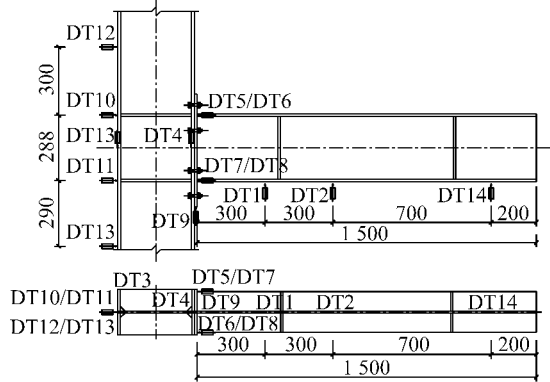 DT12
300
DT10
DT5/DT6
DT13
DT4
288
DT11
DT7/DT8
DT1
DT2
DT14
290
DT9
300
300
700
200
DT13
1 500
DT3
DT5/DT7
DT10/DT11
DT4
DT9
DT1
DT2
DT14
DT12/DT13
DT6/DT8
300
300
700
200
1 500